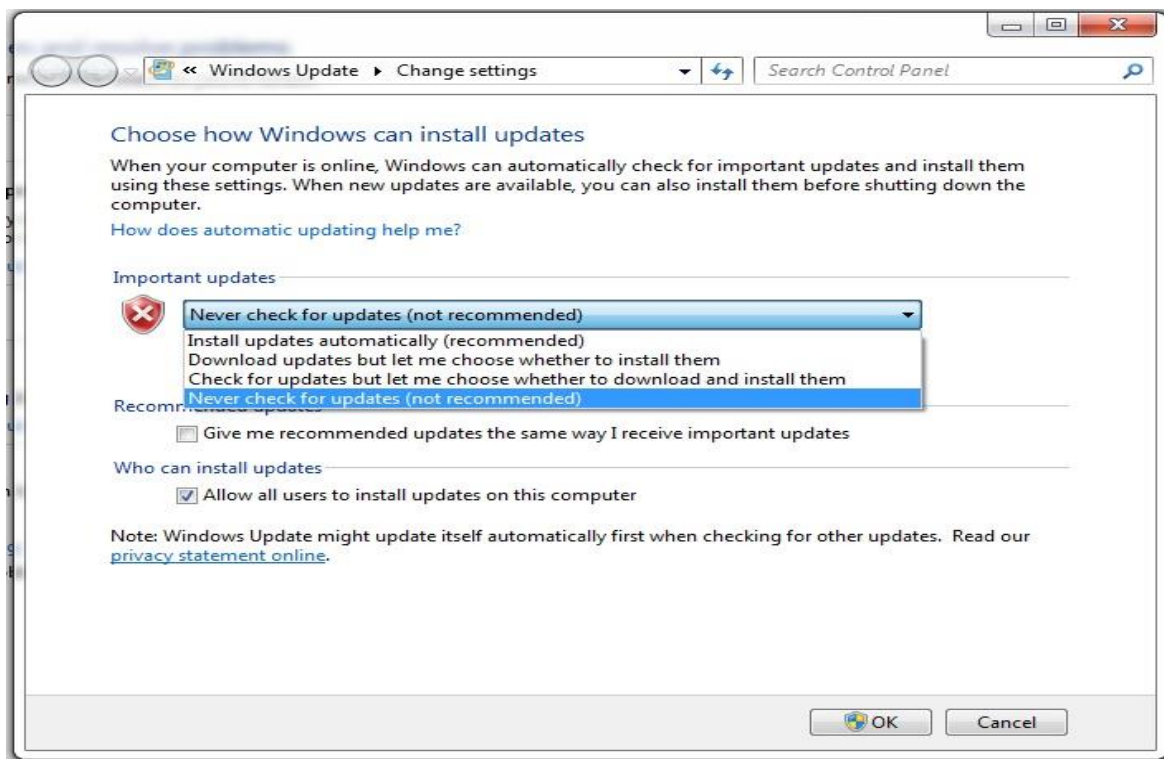 « Windows Update ▸ Change settings
Search Control Panel
Choose how Windows can install updates
When your computer is online, Windows can automatically check for important updates and install them
using these settings. When new updates are available, you can also install them before shutting down the
computer.
How does automatic updating help me?
Important updates
Never check for updates (not recommended)
Install updates automatically (recommended)
Download updates but let me choose whether to install them
Check for updates but let me choose whether to download and install them
Never check for updates (not recommended)
Give me recommended updates the same way I receive important updates
Who can install updates
Allow all users to install updates on this computer
Note: Windows Update might update itself automatically first when checking for other updates. Read our
privacy statement online.
OK
Cancel